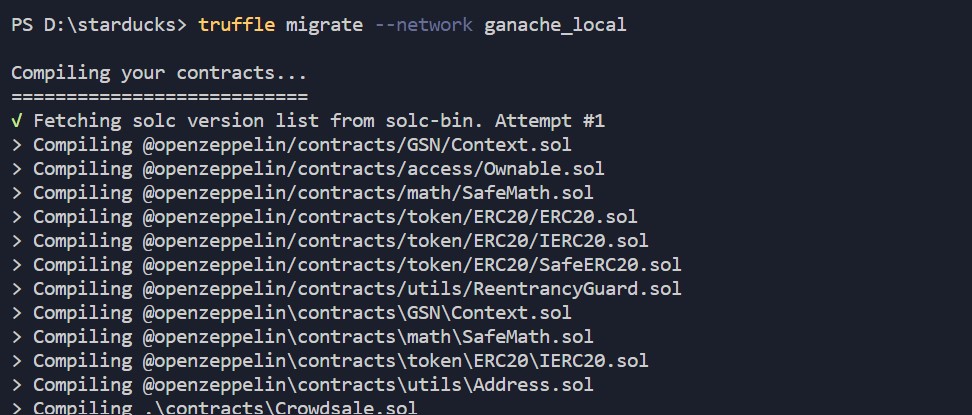 PS D:\starducks> truffle migrate --network ganache_local
Compiling your contracts...
===========================
√ Fetching solc version list from solc-bin. Attempt #1
> Compiling @openzeppelin/contracts/GSN/Context.sol
> Compiling @openzeppelin/contracts/access/Ownable.sol
> Compiling @openzeppelin/contracts/math/SafeMath.sol
> Compiling @openzeppelin/contracts/token/ERC20/ERC20.sol
> Compiling @openzeppelin/contracts/token/ERC20/IERC20.sol
> Compiling @openzeppelin/contracts/token/ERC20/SafeERC20.sol
> Compiling @openzeppelin/contracts/utils/ReentrancyGuard.sol
> Compiling @openzeppelin\contracts\GSN\Context.sol
> Compiling @openzeppelin\contracts\math\SafeMath.sol
> Compiling @openzeppelin\contracts\token\ERC20\IERC20.sol
> Compiling @openzeppelin\contracts\utils\Address.sol
> Compiling .\contracts\Crowdsale.sol